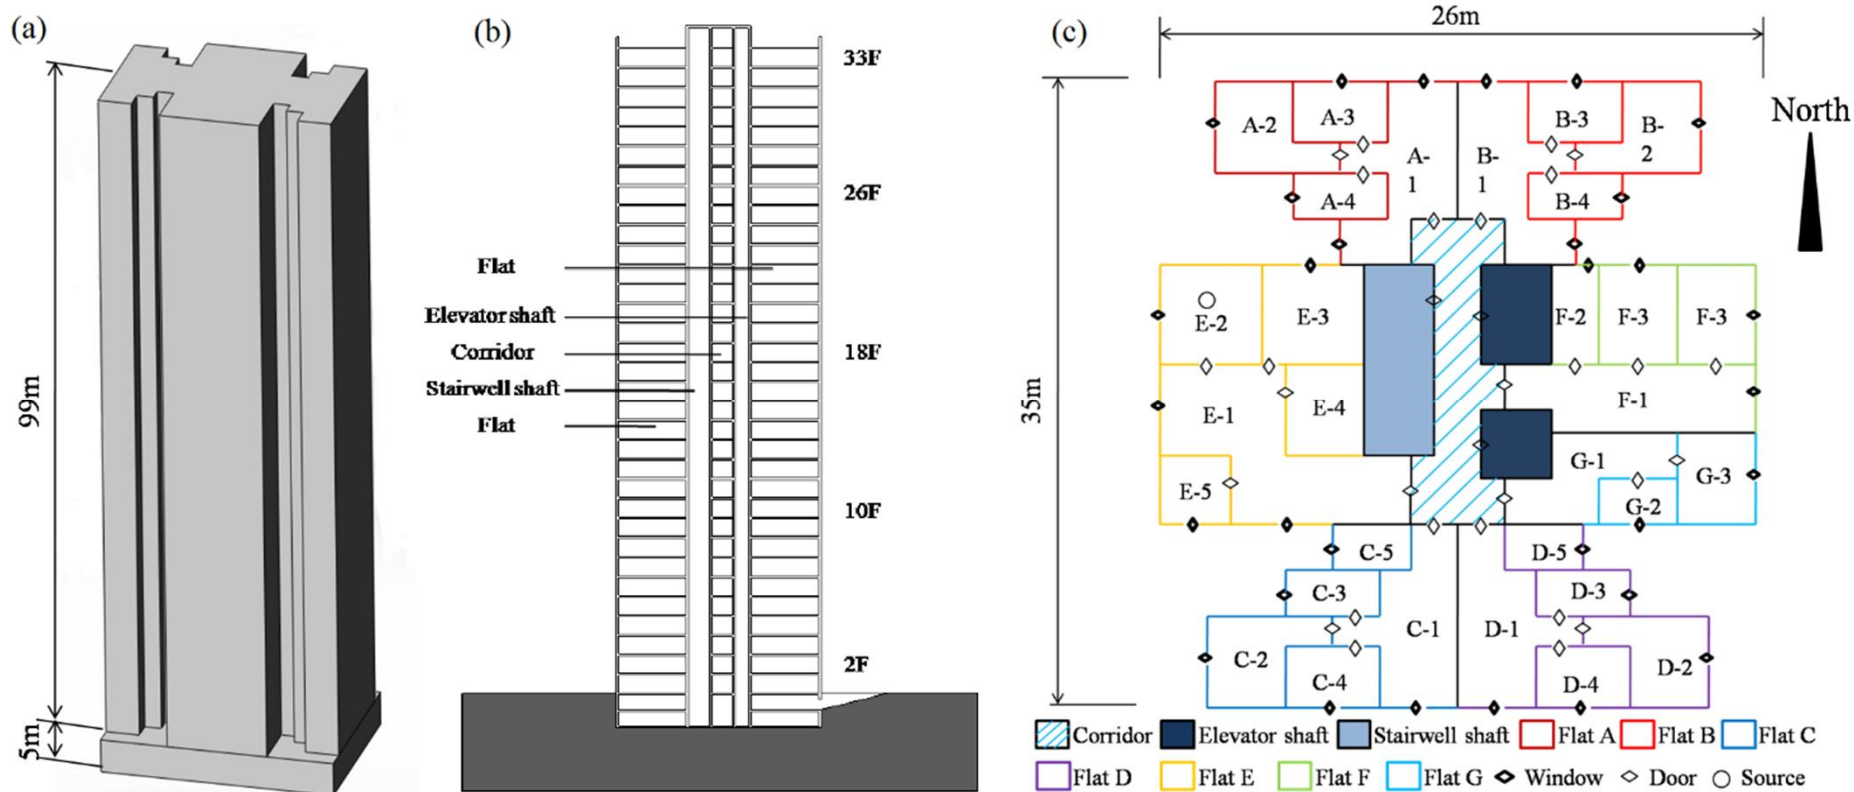 (a)
99m
5m
(b)
33F
26F
Flat
Elevator shaft
Corridor
18F
Stairwell shaft
Flat
10F
2F
(c)
26m
35m
North
A-2
A-3
A-
1
A-4
B-
1
B-3
B-
2
B-4
E-2
E-3
E-1
E-4
E-5
F-2
F-3
F-3
F-1
G-1
G-2
G-3
C-5
C-3
C-2
C-4
C-1
D-1
D-5
D-3
D-2
D-4
Corridor Elevator shaft Stairwell shaft Flat A Flat B Flat C
Flat D Flat E Flat F Flat G Window Door Source